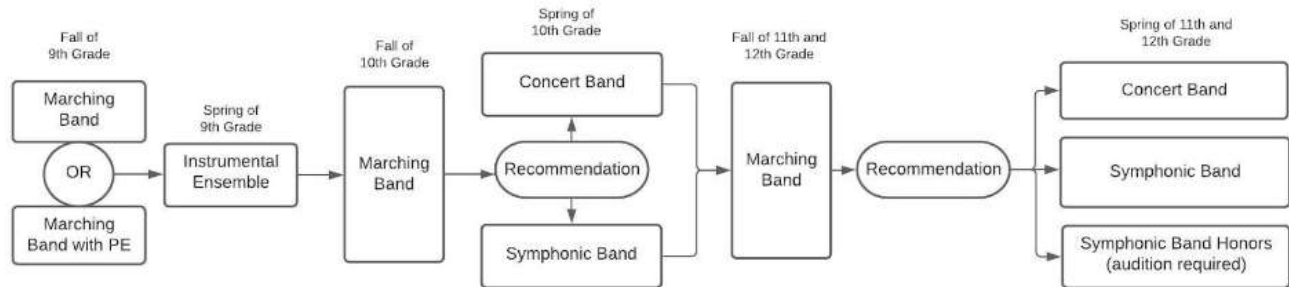 Fall of
9th Grade
Marching
Band
OR
Marching
Band with PE
Spring of
9th Grade
Instrumental
Ensemble
Fall of
10th Grade
Marching
Band
Spring of
10th Grade
Concert Band
Recommendation
Symphonic Band
Fall of 11th and
12th Grade
Marching
Band
Recommendation
Spring of 11th and
12th Grade
Concert Band
Symphonic Band
Symphonic Band Honors
(audition required)